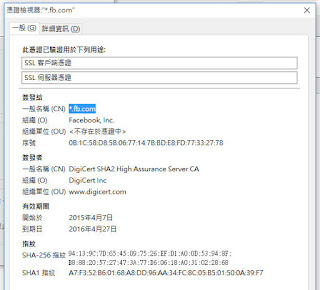 憑證檢視器:"*.fb.com"
一般 (G) 詳細資訊 (D)
此憑證已驗證用於下列用途:
SSL 客戶端憑證
SSL 伺服器憑證
簽發給
一般名稱 (CN) *.fb.com
組織 (O) Facebook, Inc.
組織單位 (OU) <不存在於憑證中>
序號 0B:1C:5B:D8:5B:06:77:14:7B:BD:E8:FD:77:33:27:78
簽發者
一般名稱 (CN) DigiCert SHA2 High Assurance Server CA
組織 (O) DigiCert Inc
組織單位 (OU) www.digicert.com
有效期間
開始於 2015年4月7日
到期日 2016年4月27日
指紋
SHA-256 指紋 94:13:9C:7D:65:45:09:75:26:EF:D1:A0:0D:53:94:8F:
D8:88:20:57:27:47:3A:77:D6:06:18:A0:31:02:28:68
SHA1 指紋 A7:F3:52:B6:01:68:A8:DD:96:AA:34:FC:8C:05:B5:01:50:0A:39:F7